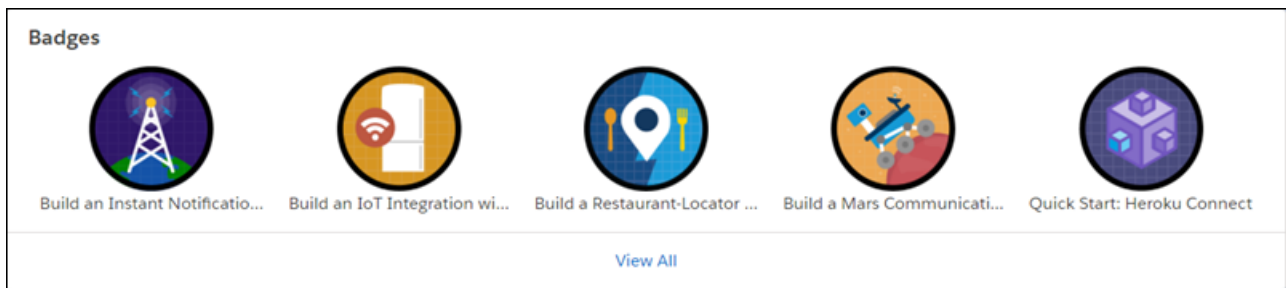 Badges
Build an Instant Notificatio...
Build an IoT Integration wi...
Build a Restaurant-Locator ...
Build a Mars Communicati...
Quick Start: Heroku Connect
View All